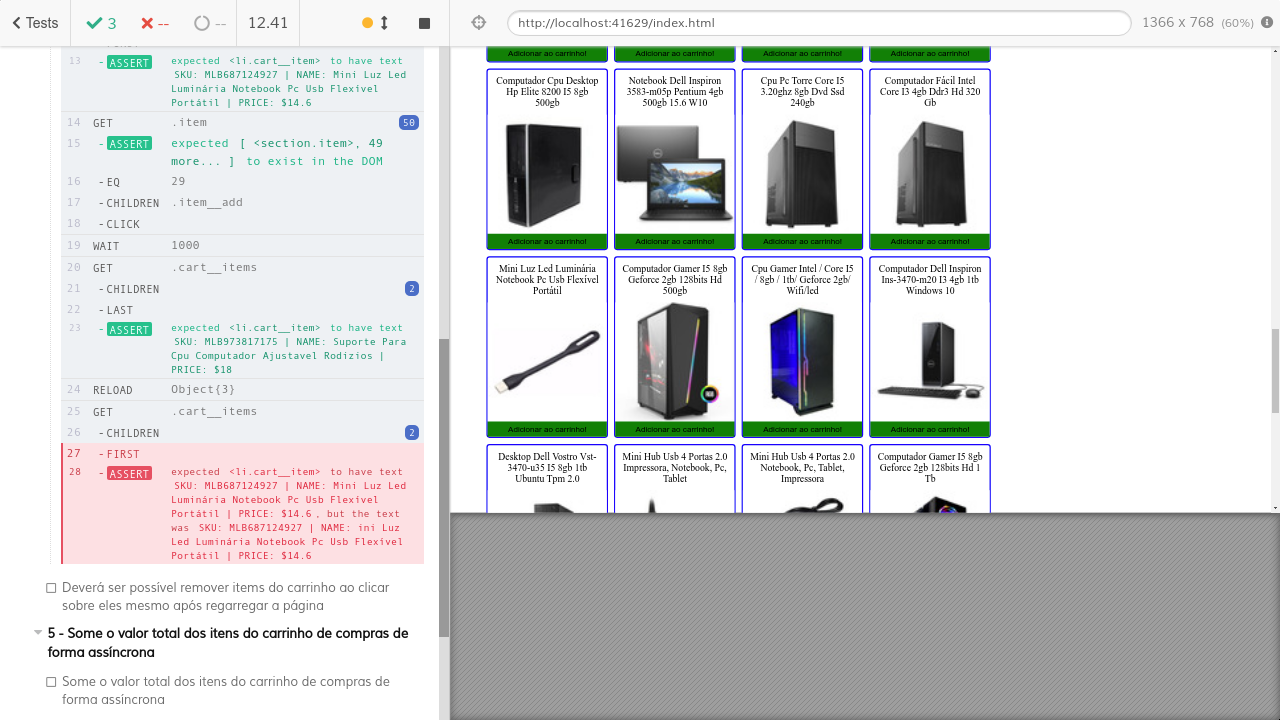 Tests
3
--
--
12.41
http://localhost:41629/index.html
1366 x 768 (60%)
13 - ASSERT expected <li.cart__item> to have text
SKU: MLB687124927 | NAME: Mini Luz Led
Luminária Notebook Pc Usb Flexível
Portátil | PRICE: $14.6
14 GET .item 50
15 - ASSERT expected [ <section.item>, 49
more... ] to exist in the DOM
16 - EQ 29
17 - CHILDREN .item__add
18 - CLICK
19 WAIT 1000
20 GET .cart__items
21 - CHILDREN 2
22 - LAST
23 - ASSERT expected <li.cart__item> to have text
SKU: MLB973817175 | NAME: Suporte Para
Cpu Computador Ajustavel Rodizios |
PRICE: $18
24 RELOAD Object{3}
25 GET .cart__items
26 - CHILDREN 2
27 - FIRST
28 - ASSERT expected <li.cart__item> to have text
SKU: MLB687124927 | NAME: Mini Luz Led
Luminária Notebook Pc Usb Flexível
Portátil | PRICE: $14.6 , but the text
was SKU: MLB687124927 | NAME: ini Luz
Led Luminária Notebook Pc Usb Flexível
Portátil | PRICE: $14.6
Deverá ser possível remover items do carrinho ao clicar
sobre eles mesmo após regarregar a página
5 - Some o valor total dos itens do carrinho de compras de
forma assíncrona
Some o valor total dos itens do carrinho de compras de
forma assíncrona
Adicionar ao carrinho! Adicionar ao carrinho! Adicionar ao carrinho! Adicionar ao carrinho!
Computador Cpu Desktop
Hp Elite 8200 I5 8gb
500gb
Notebook Dell Inspiron
3583-m05p Pentium 4gb
500gb 15.6 W10
Cpu Pc Torre Core I5
3.20ghz 8gb Dvd Ssd
240gb
Computador Fácil Intel
Core I3 4gb Ddr3 Hd 320
Gb
Adicionar ao carrinho! Adicionar ao carrinho! Adicionar ao carrinho! Adicionar ao carrinho!
Mini Luz Led Luminária
Notebook Pc Usb Flexível
Portátil
Computador Gamer I5 8gb
Geforce 2gb 128bits Hd
500gb
Cpu Gamer Intel / Core I5
/ 8gb / 1tb/ Geforce 2gb/
Wifi/led
Computador Dell Inspiron
Ins-3470-m20 I3 4gb 1tb
Windows 10
Adicionar ao carrinho! Adicionar ao carrinho! Adicionar ao carrinho! Adicionar ao carrinho!
Desktop Dell Vostro Vst-
3470-u35 I5 8gb 1tb
Ubuntu Tpm 2.0
Mini Hub Usb 4 Portas 2.0
Impressora, Notebook, Pc,
Tablet
Mini Hub Usb 4 Portas 2.0
Notebook, Pc, Tablet,
Impressora
Computador Gamer I5 8gb
Geforce 2gb 128bits Hd 1
Tb